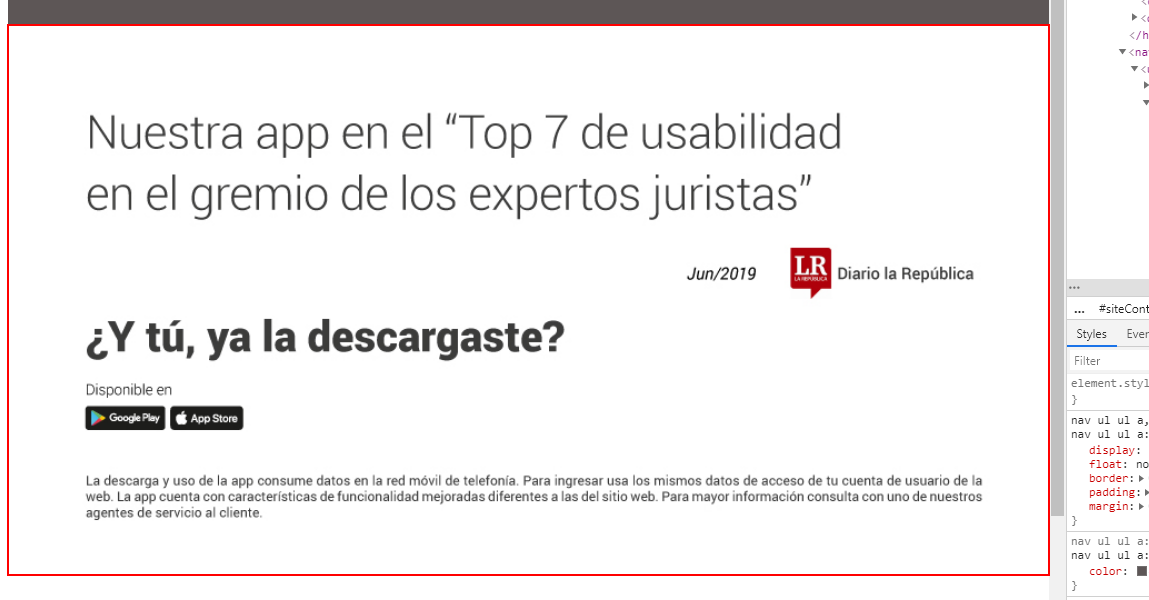 Nuestra app en el “Top 7 de usabilidad
en el gremio de los expertos juristas”
Jun/2019
LR
LA REPÚBLICA
Diario la República
¿Y tú, ya la descargaste?
Disponible en
Google Play
App Store
La descarga y uso de la app consume datos en la red móvil de telefonía. Para ingresar usa los mismos datos de acceso de tu cuenta de usuario de la
web. La app cuenta con características de funcionalidad mejoradas diferentes a las del sitio web. Para mayor información consulta con uno de nuestros
agentes de servicio al cliente.
</h
<na
...
... #siteCont
Styles Ever
Filter
element.styl
}
nav ul ul a,
nav ul ul a:
display:
float: no
border:
padding:
margin:
}
nav ul ul a:
nav ul ul a:
color:
}